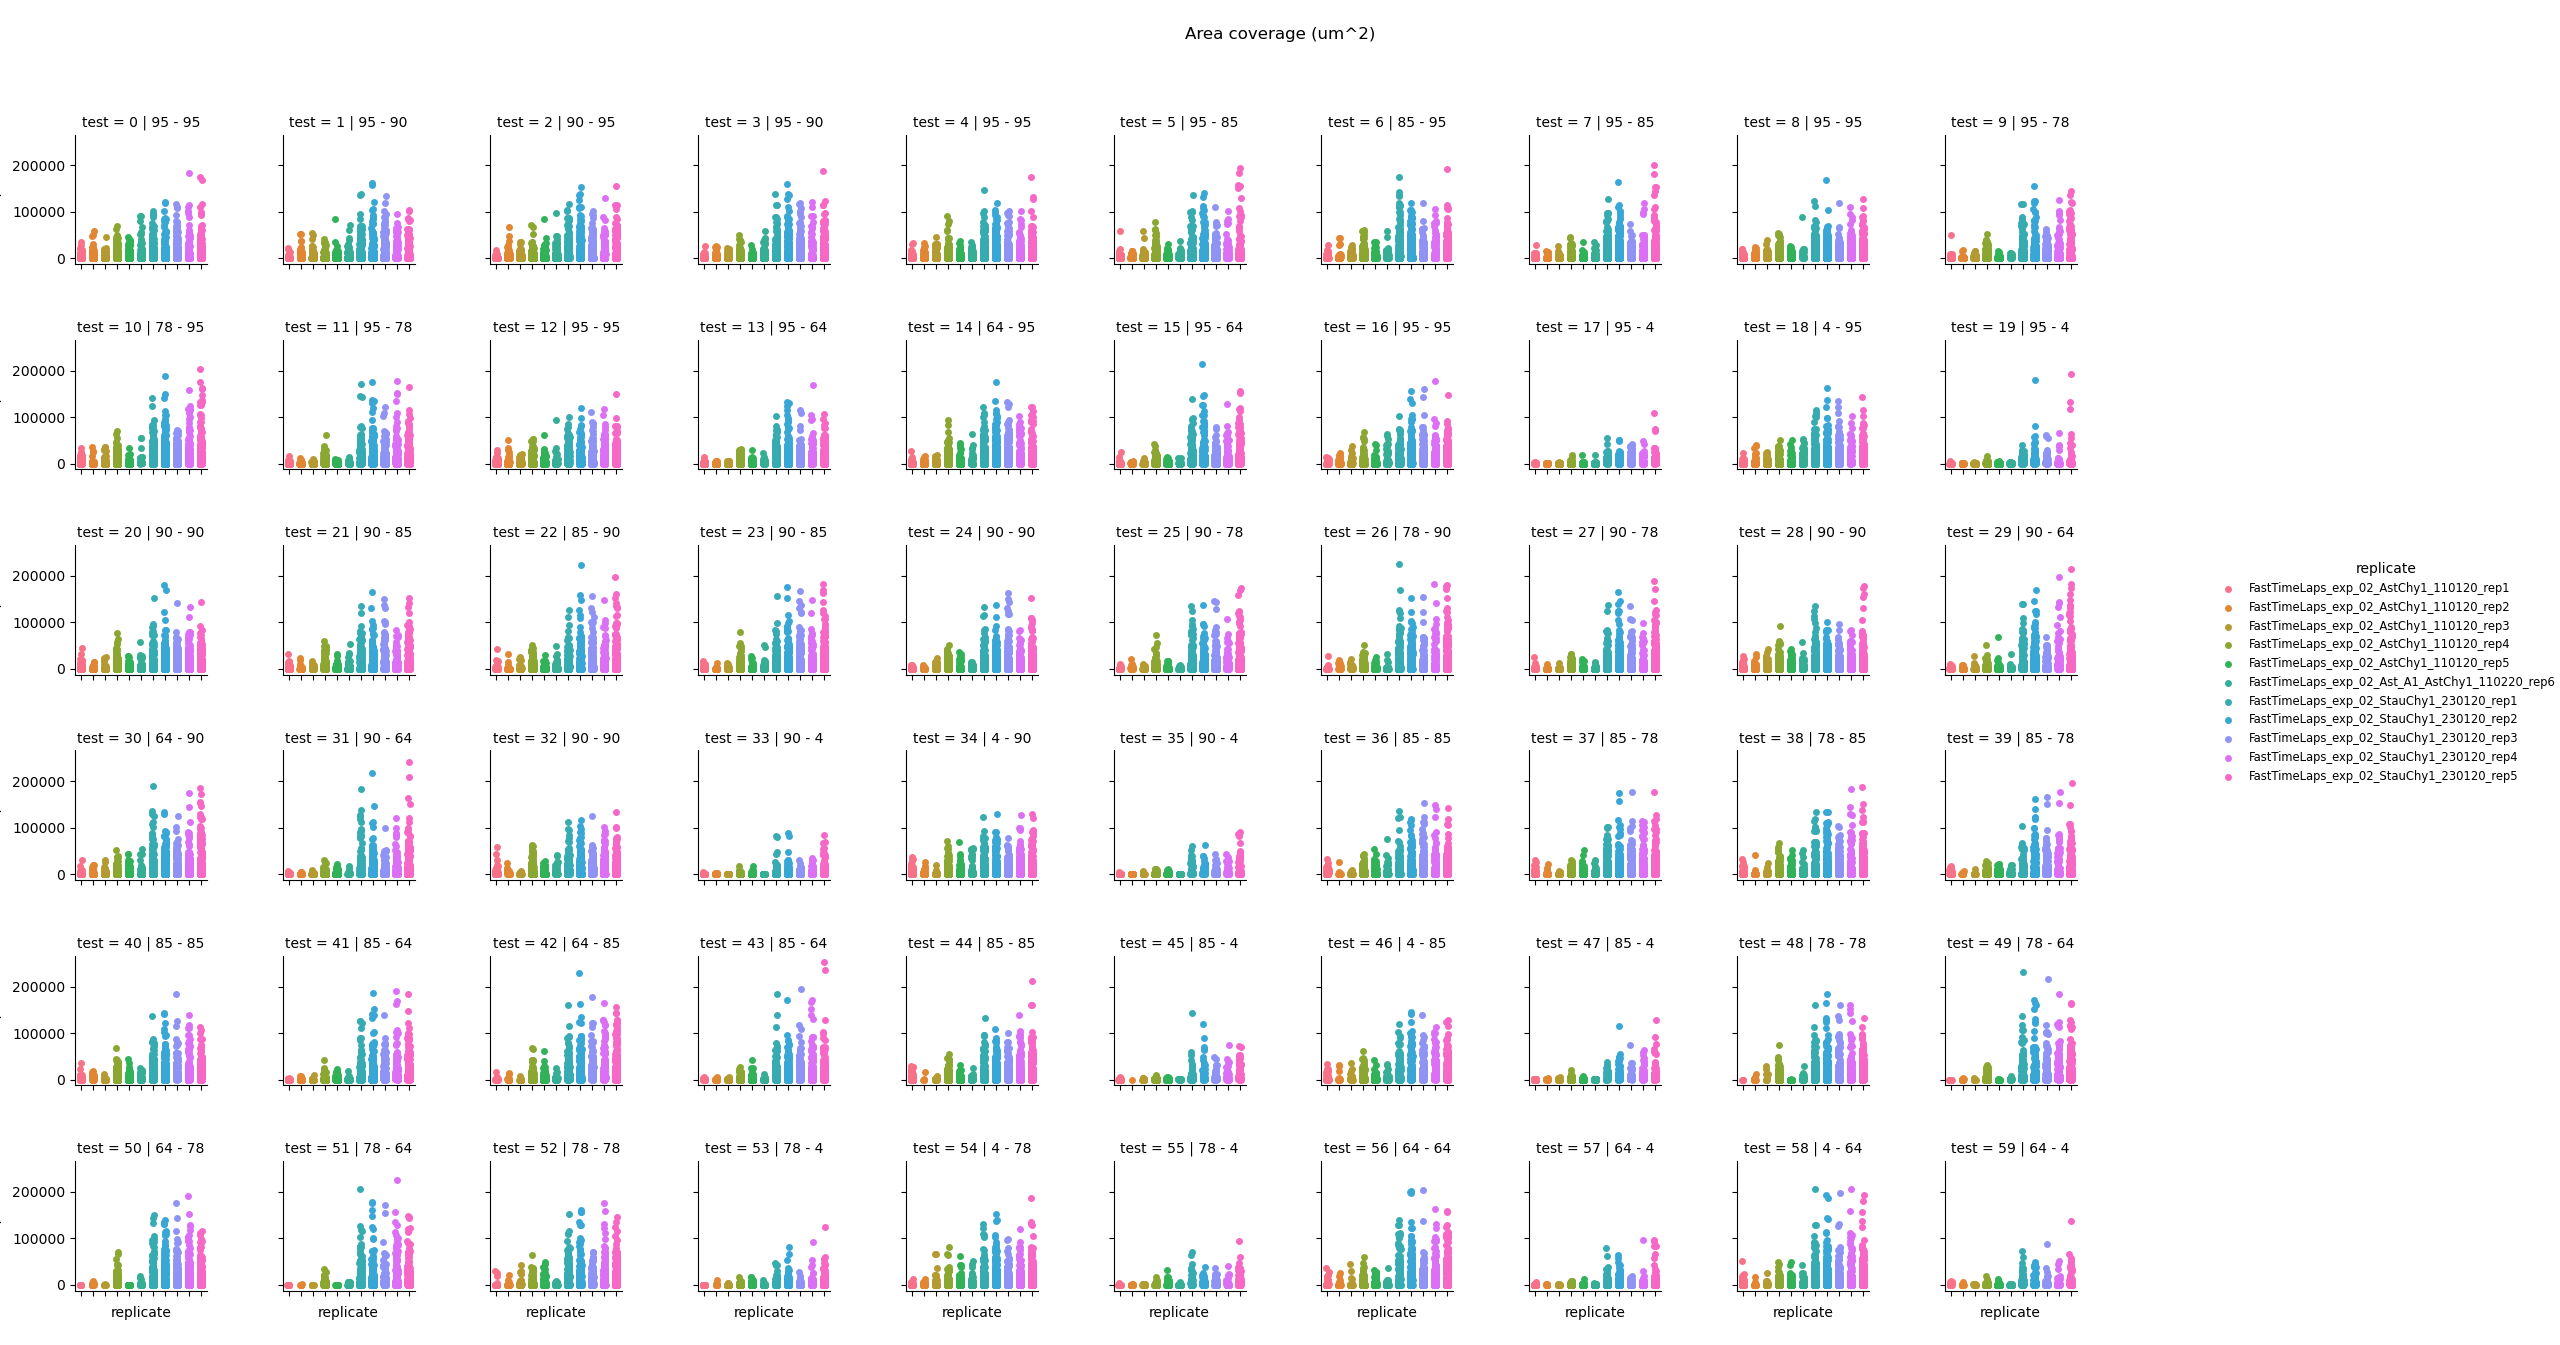 Area coverage (um^2)
test = 0 | 95 - 95
test = 1 | 95 - 90
test = 2 | 90 - 95
test = 3 | 95 - 90
test = 4 | 95 - 95
test = 5 | 95 - 85
test = 6 | 85 - 95
test = 7 | 95 - 85
test = 8 | 95 - 95
test = 9 | 95 - 78
200000
100000
0
test = 10 | 78 - 95
test = 11 | 95 - 78
test = 12 | 95 - 95
test = 13 | 95 - 64
test = 14 | 64 - 95
test = 15 | 95 - 64
test = 16 | 95 - 95
test = 17 | 95 - 4
test = 18 | 4 - 95
test = 19 | 95 - 4
200000
100000
0
test = 20 | 90 - 90
test = 21 | 90 - 85
test = 22 | 85 - 90
test = 23 | 90 - 85
test = 24 | 90 - 90
test = 25 | 90 - 78
test = 26 | 78 - 90
test = 27 | 90 - 78
test = 28 | 90 - 90
test = 29 | 90 - 64
200000
100000
0
test = 30 | 64 - 90
test = 31 | 90 - 64
test = 32 | 90 - 90
test = 33 | 90 - 4
test = 34 | 4 - 90
test = 35 | 90 - 4
test = 36 | 85 - 85
test = 37 | 85 - 78
test = 38 | 78 - 85
test = 39 | 85 - 78
200000
100000
0
test = 40 | 85 - 85
test = 41 | 85 - 64
test = 42 | 64 - 85
test = 43 | 85 - 64
test = 44 | 85 - 85
test = 45 | 85 - 4
test = 46 | 4 - 85
test = 47 | 85 - 4
test = 48 | 78 - 78
test = 49 | 78 - 64
200000
100000
0
test = 50 | 64 - 78
test = 51 | 78 - 64
test = 52 | 78 - 78
test = 53 | 78 - 4
test = 54 | 4 - 78
test = 55 | 78 - 4
test = 56 | 64 - 64
test = 57 | 64 - 4
test = 58 | 4 - 64
test = 59 | 64 - 4
200000
100000
0
replicate
replicate
replicate
replicate
replicate
replicate
replicate
replicate
replicate
replicate
replicate
FastTimeLaps_exp_02_AstChy1_110120_rep1
FastTimeLaps_exp_02_AstChy1_110120_rep2
FastTimeLaps_exp_02_AstChy1_110120_rep3
FastTimeLaps_exp_02_AstChy1_110120_rep4
FastTimeLaps_exp_02_AstChy1_110120_rep5
FastTimeLaps_exp_02_Ast_A1_AstChy1_110220_rep6
FastTimeLaps_exp_02_StauChy1_230120_rep1
FastTimeLaps_exp_02_StauChy1_230120_rep2
FastTimeLaps_exp_02_StauChy1_230120_rep3
FastTimeLaps_exp_02_StauChy1_230120_rep4
FastTimeLaps_exp_02_StauChy1_230120_rep5